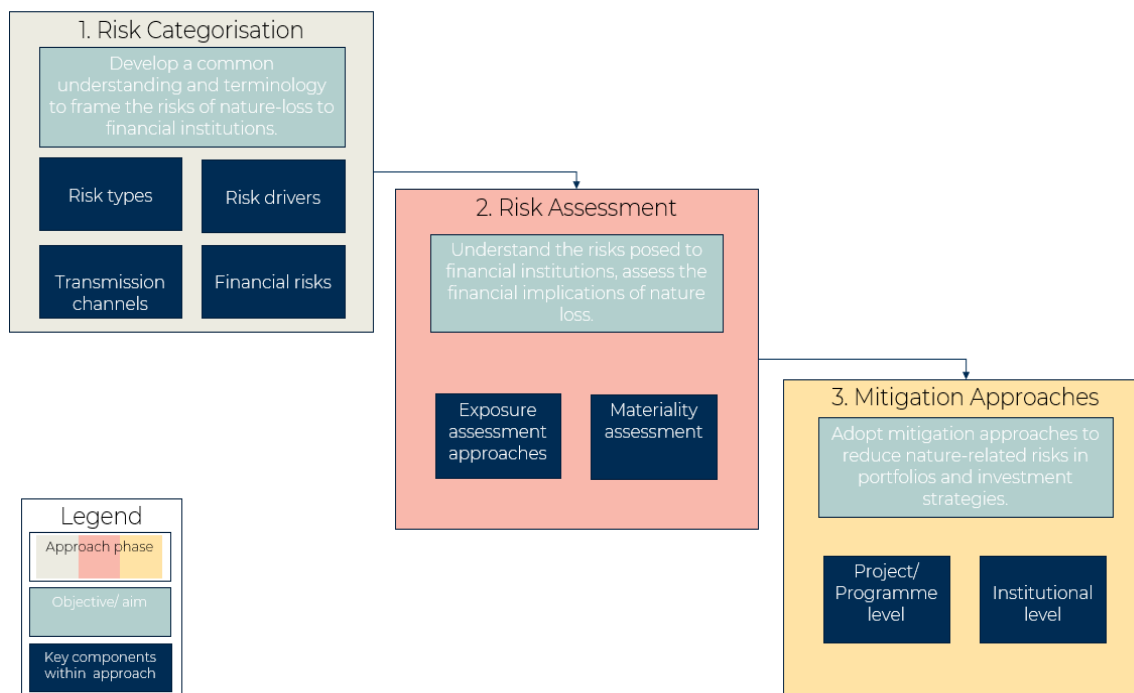 1. Risk Categorisation
Develop a common
understanding and terminology
to frame the risks of nature-loss to
financial institutions.
Risk types
Risk drivers
Transmission
channels
Financial risks
2. Risk Assessment
Understand the risks posed to
financial institutions, assess the
financial implications of nature
loss.
Exposure
assessment
approaches
Materiality
assessment
3. Mitigation Approaches
Adopt mitigation approaches to
reduce nature-related risks in
portfolios and investment
strategies.
Project/
Programme
level
Institutional
level
Legend
Approach phase
Objective/ aim
Key components
within approach